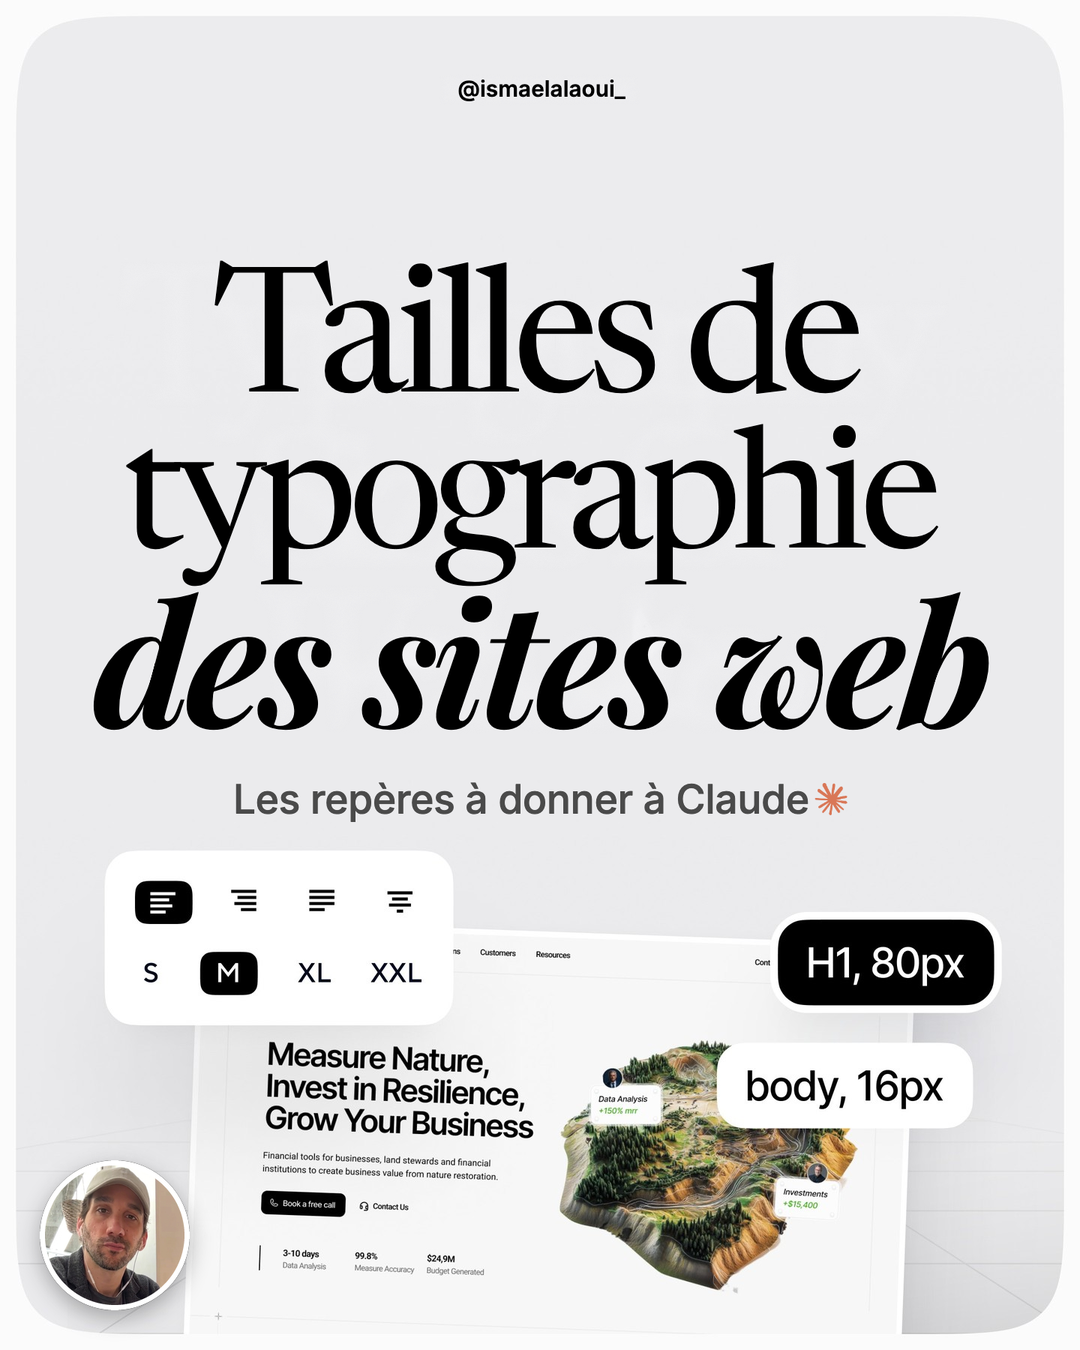 @ismaelalaoui_
Tailles de
typographie
des sites web
Les repères à donner à Claude
S M XL XXL
Customers Resources
H1, 80px
body, 16px
Measure Nature,
Invest in Resilience,
Grow Your Business
Financial tools for businesses, land stewards and financial
institutions to create business value from nature restoration.
Book a free call Contact Us
3-10 days 99.8% $24,9M
Data Analysis Measure Accuracy Budget Generated
Data Analysis
+150% mrr
Investments
+$15,400